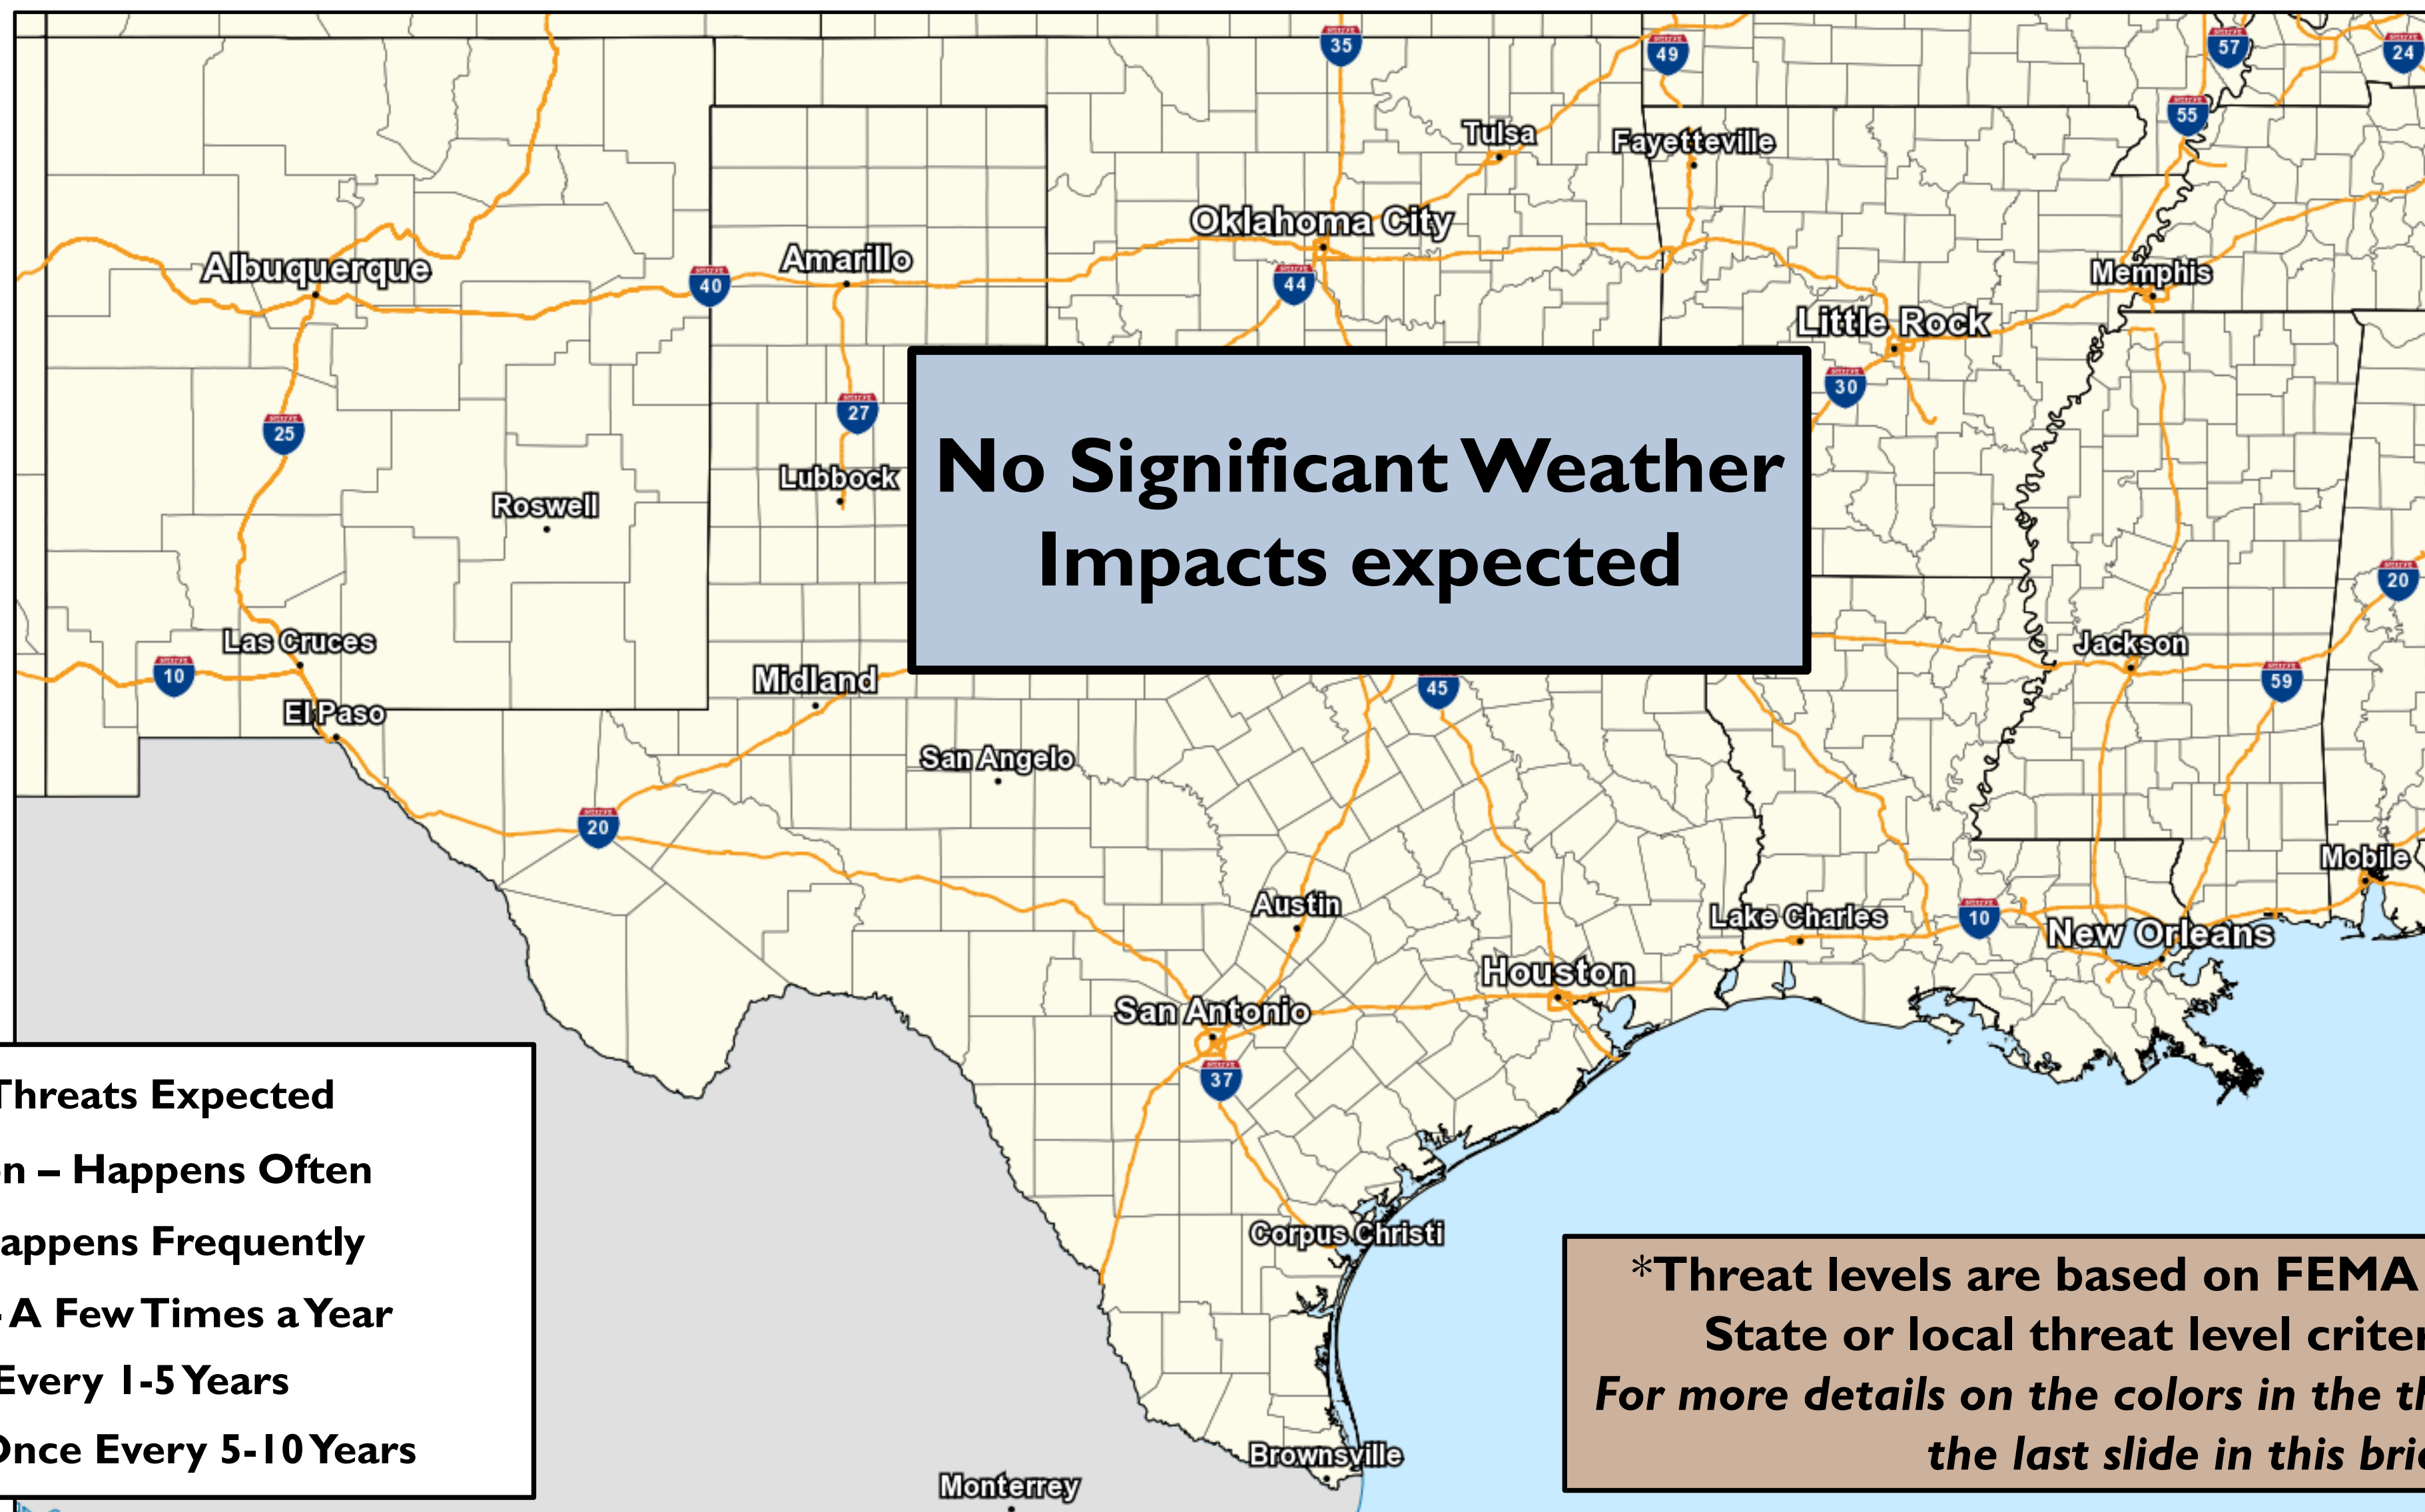 35
49
57
24
55
Tulsa
Fayetteville
Oklahoma City
Albuquerque
Amarillo
40
44
Memphis
Little Rock
30
27
25
No Significant Weather
Impacts expected
Lubbock
Roswell
20
Las Cruces
10
Jackson
Midland
45
59
El Paso
San Angelo
20
Mobile
Austin
Lake Charles
10
New Orleans
Houston
San Antonio
37
Threats Expected
n – Happens Often
appens Frequently
- A Few Times a Year
Every 1-5 Years
Once Every 5-10 Years
Corpus Christi
*Threat levels are based on FEMA
State or local threat level criter
For more details on the colors in the th
the last slide in this brie
Brownsville
Monterrey